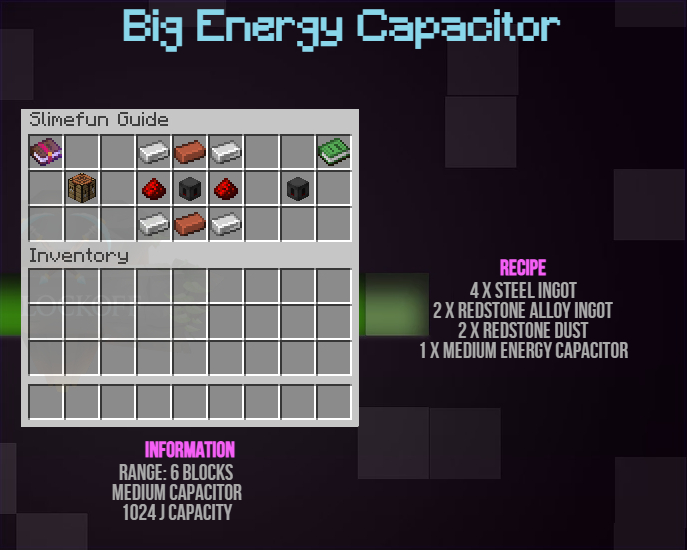 Big Energy Capacitor
Slimefun Guide
Inventory
LOCKOFF
RECIPE
4 X STEEL INGOT
2 X REDSTONE ALLOY INGOT
2 X REDSTONE DUST
1 X MEDIUM ENERGY CAPACITOR
INFORMATION
RANGE: 6 BLOCKS
MEDIUM CAPACITOR
1024 J CAPACITY